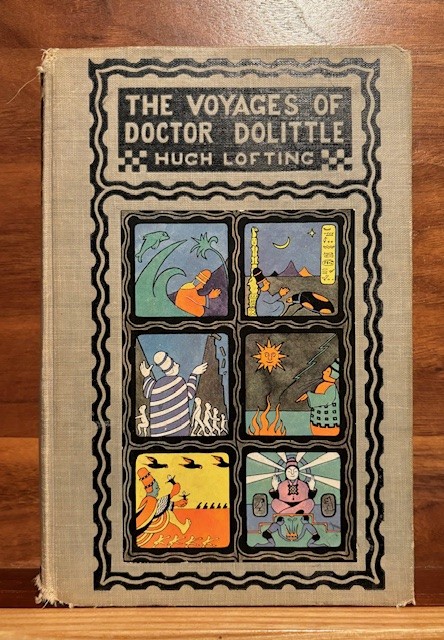 THE VOYAGES OF
DOCTOR DOLITTLE
HUGH LOFTING